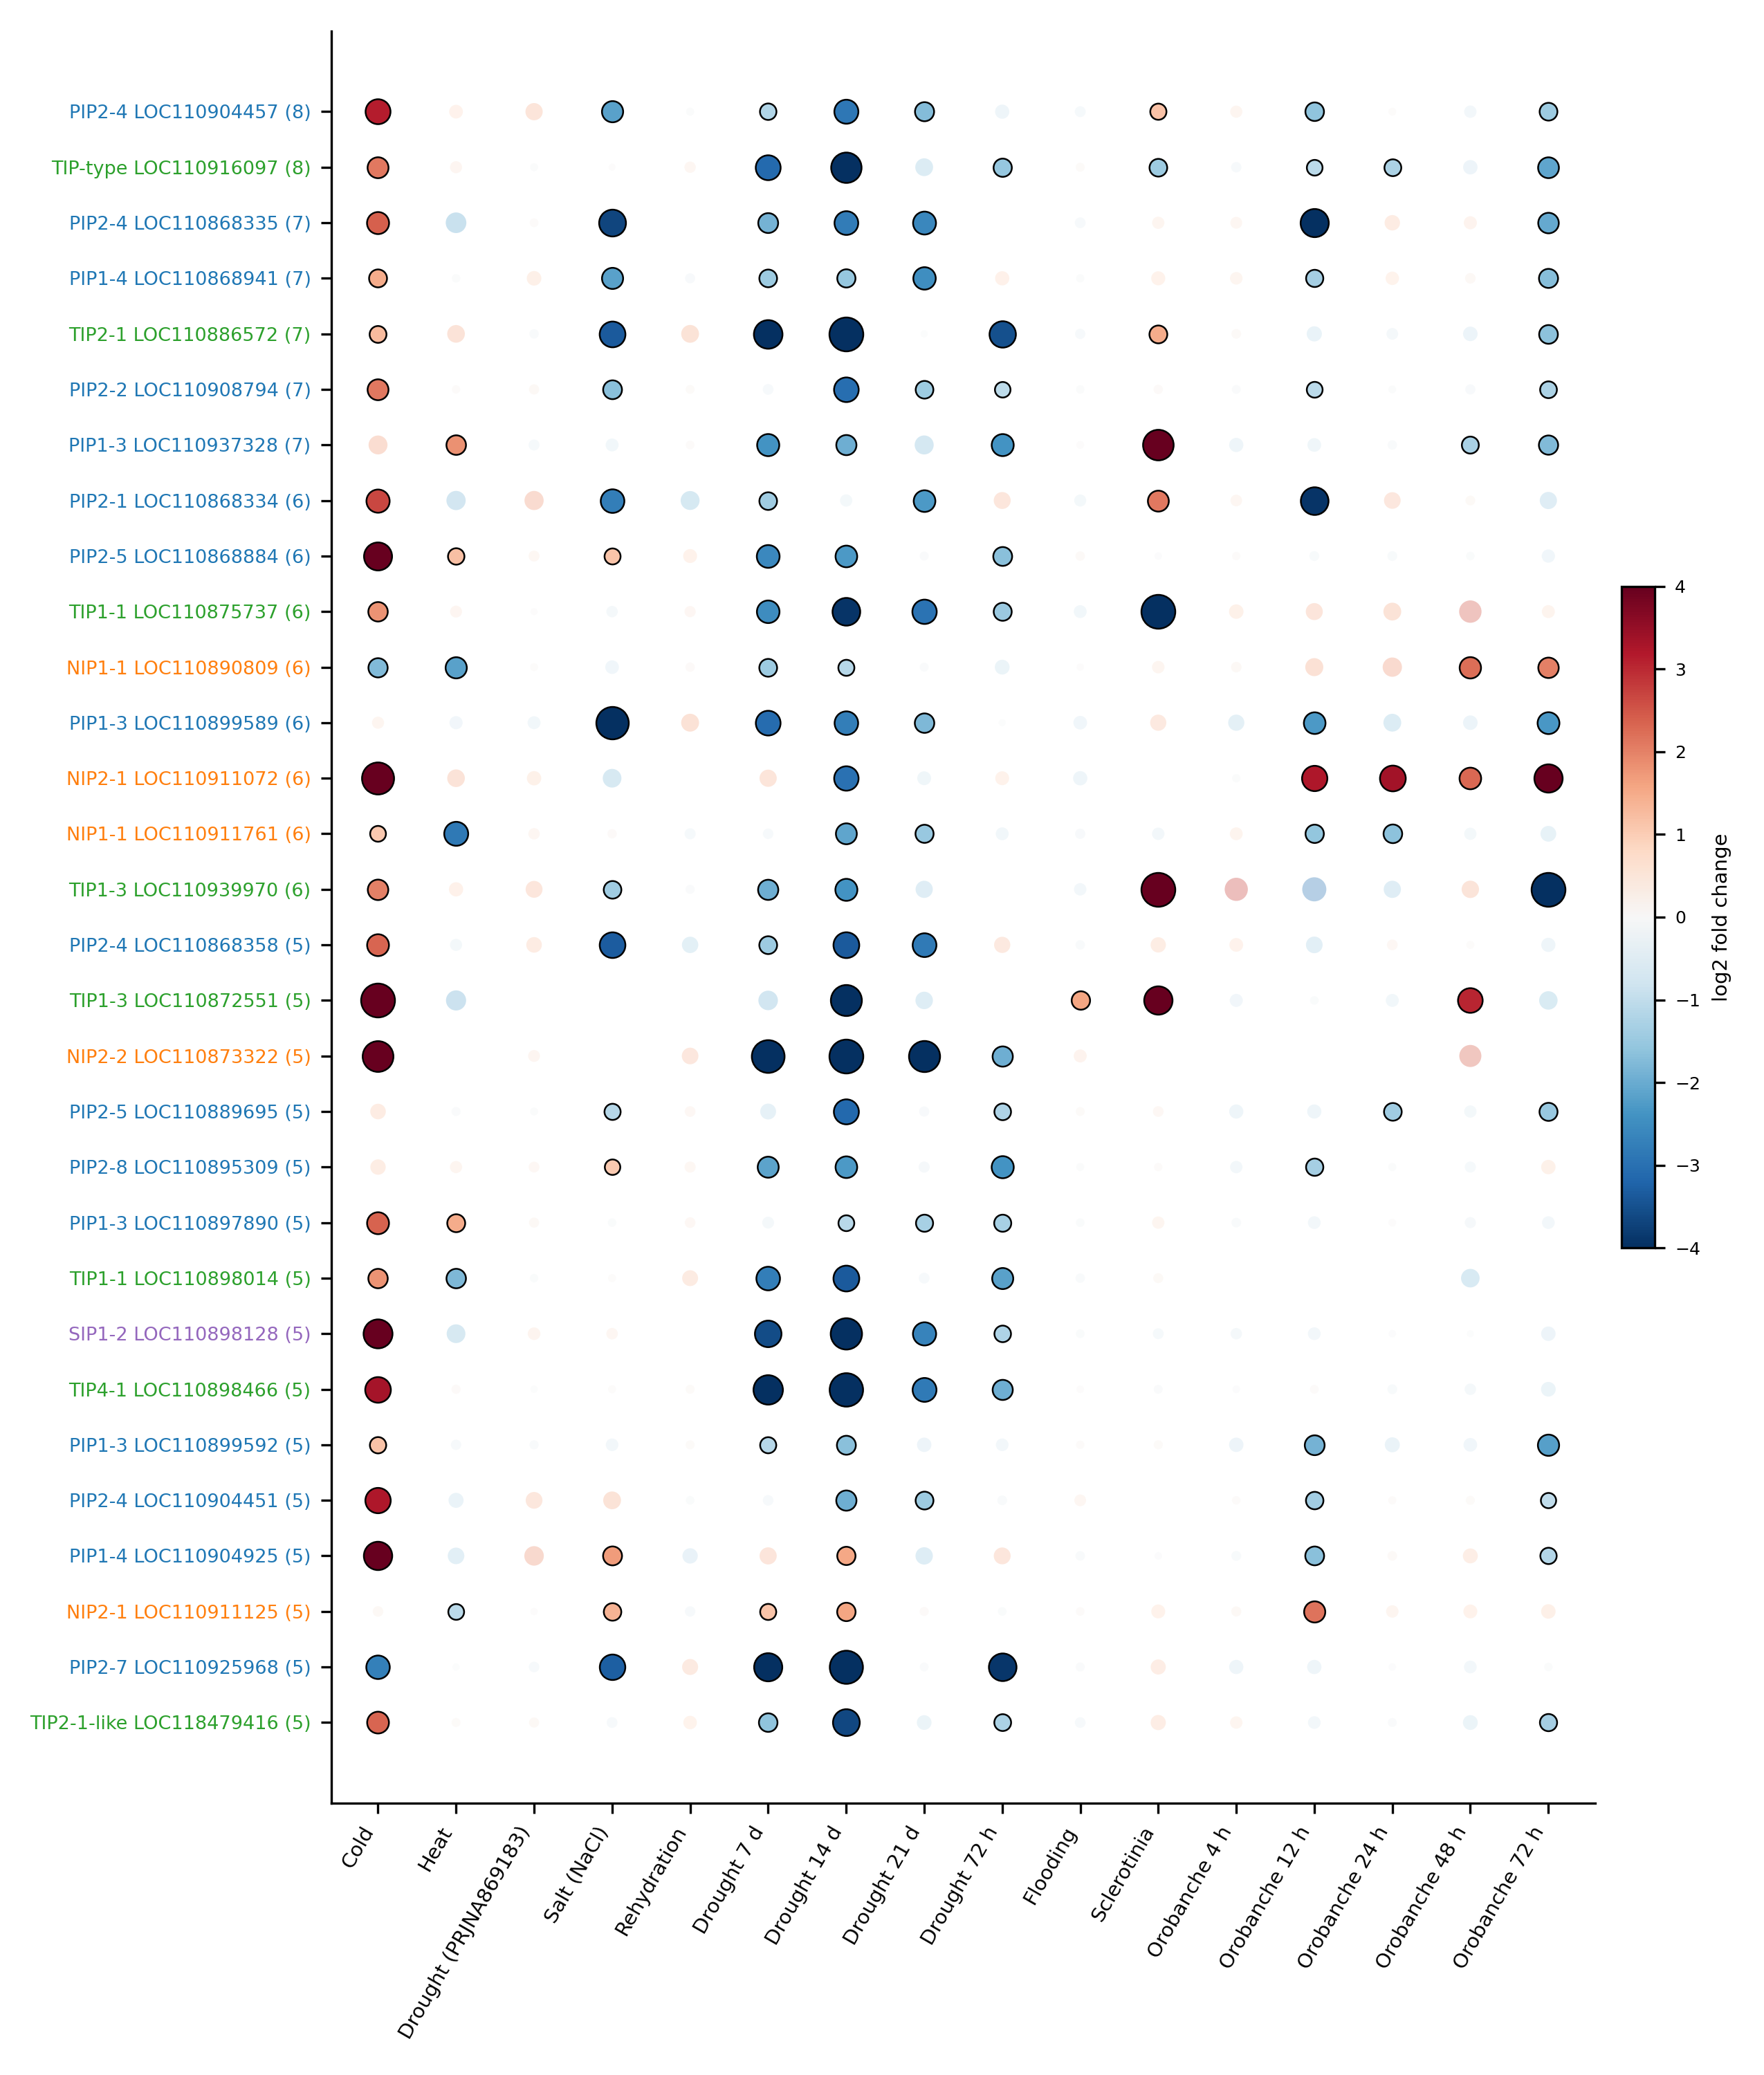 PIP2-4 LOC110904457 (8)
TIP-type LOC110916097 (8)
PIP2-4 LOC110868335 (7)
PIP1-4 LOC110868941 (7)
TIP2-1 LOC110886572 (7)
PIP2-2 LOC110908794 (7)
PIP1-3 LOC110937328 (7)
PIP2-1 LOC110868334 (6)
PIP2-5 LOC110868884 (6)
TIP1-1 LOC110875737 (6)
NIP1-1 LOC110890809 (6)
PIP1-3 LOC110899589 (6)
NIP2-1 LOC110911072 (6)
NIP1-1 LOC110911761 (6)
TIP1-3 LOC110939970 (6)
PIP2-4 LOC110868358 (5)
TIP1-3 LOC110872551 (5)
NIP2-2 LOC110873322 (5)
PIP2-5 LOC110889695 (5)
PIP2-8 LOC110895309 (5)
PIP1-3 LOC110897890 (5)
TIP1-1 LOC110898014 (5)
SIP1-2 LOC110898128 (5)
TIP4-1 LOC110898466 (5)
PIP1-3 LOC110899592 (5)
PIP2-4 LOC110904451 (5)
PIP1-4 LOC110904925 (5)
NIP2-1 LOC110911125 (5)
PIP2-7 LOC110925968 (5)
TIP2-1-like LOC118479416 (5)
Cold
Heat
Drought (PRJNA869183)
Salt (NaCl)
Rehydration
Drought 7 d
Drought 14 d
Drought 21 d
Drought 72 h
Flooding
Sclerotinia
Orobanche 4 h
Orobanche 12 h
Orobanche 24 h
Orobanche 48 h
Orobanche 72 h
4
3
2
1
0
−1
−2
−3
−4
log2 fold change